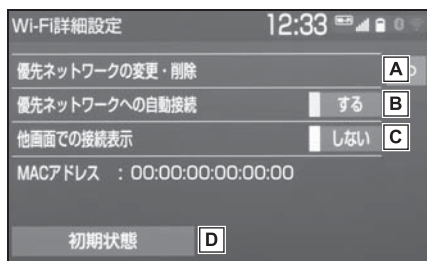 Wi-Fi詳細設定 12:33
優先ネットワークの変更・削除 A
優先ネットワークへの自動接続 する B
他画面での接続表示 しない C
MACアドレス : 00:00:00:00:00:00
初期状態 D